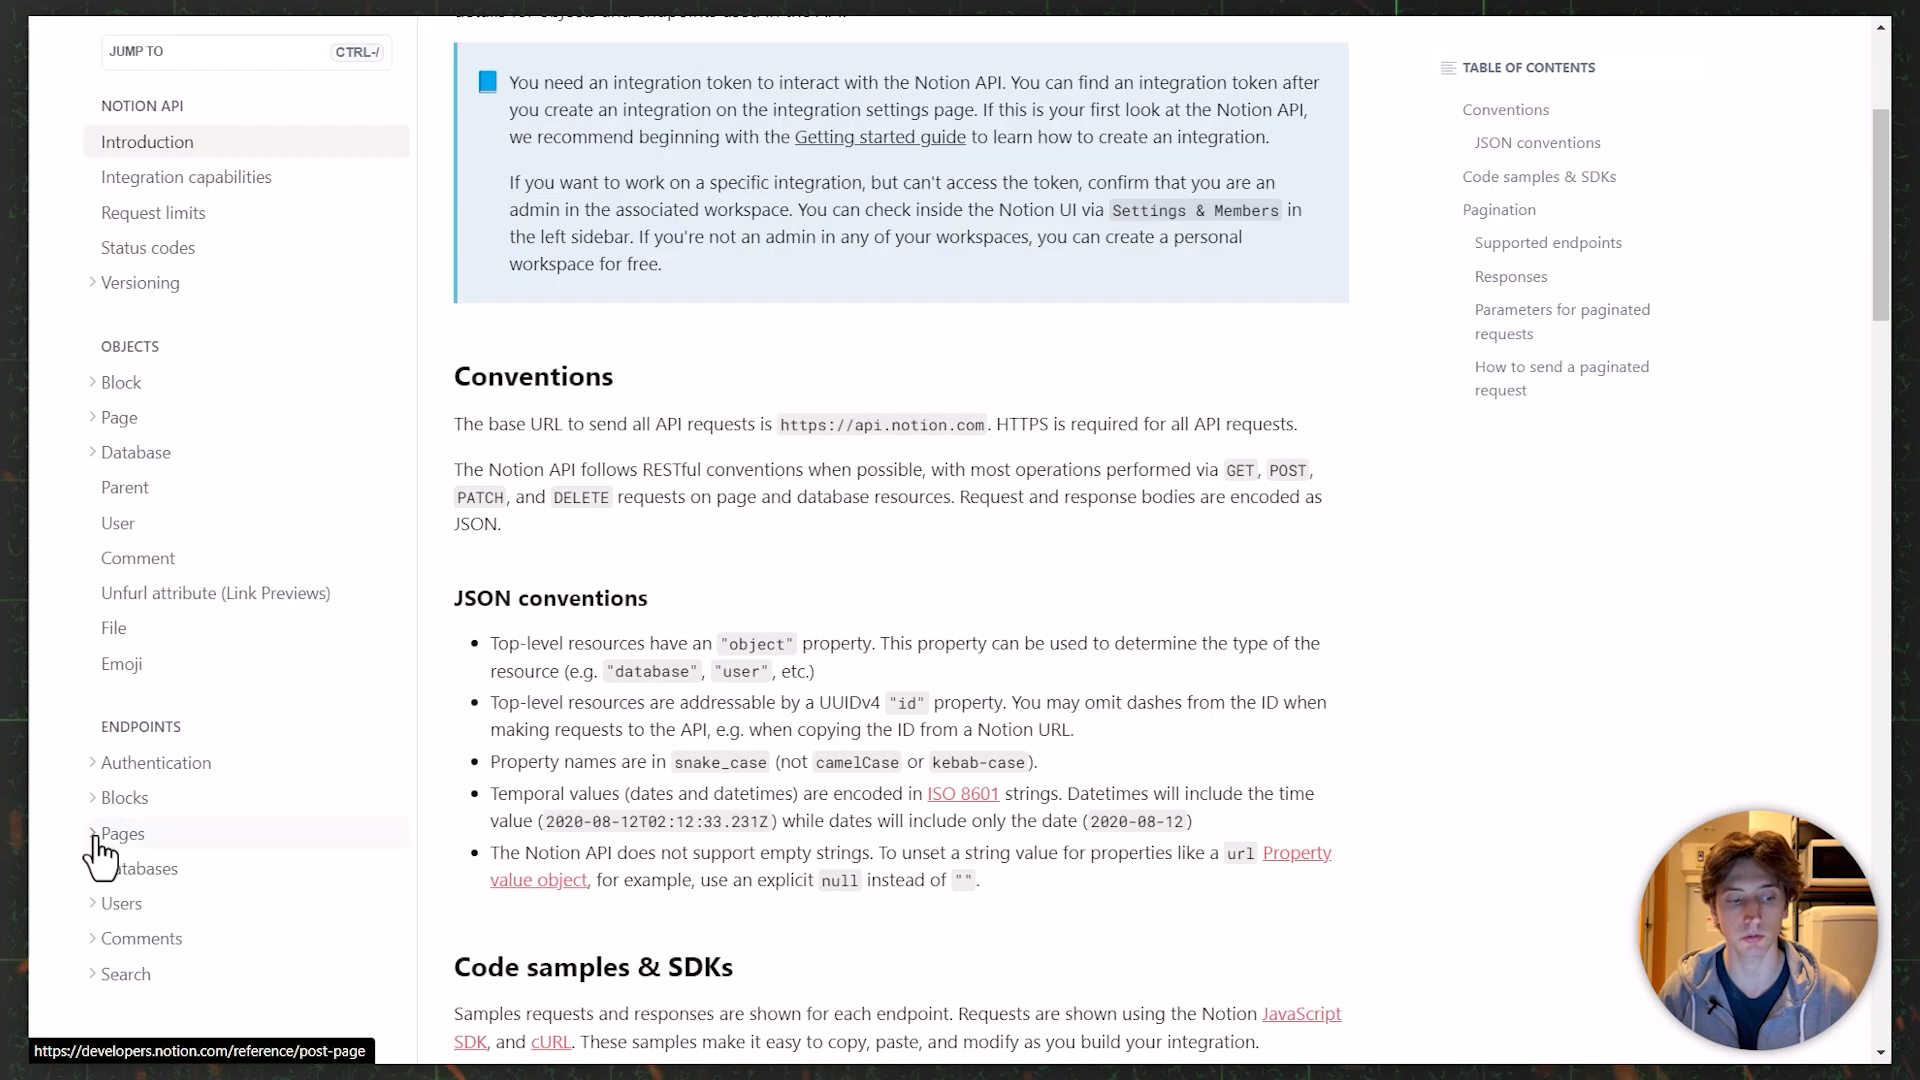 details for objects and endpoints used in the API.
JUMP TO
CTRL-/
NOTION API
Introduction
Integration capabilities
Request limits
Status codes
Versioning
OBJECTS
Block
Page
Database
Parent
User
Comment
Unfurl attribute (Link Previews)
File
Emoji
ENDPOINTS
Authentication
Blocks
Pages
atabases
Users
Comments
Search
https://developers.notion.com/reference/post-page
You need an integration token to interact with the Notion API. You can find an integration token after
you create an integration on the integration settings page. If this is your first look at the Notion API,
we recommend beginning with the Getting started guide to learn how to create an integration.
If you want to work on a specific integration, but can't access the token, confirm that you are an
admin in the associated workspace. You can check inside the Notion UI via Settings & Members in
the left sidebar. If you're not an admin in any of your workspaces, you can create a personal
workspace for free.
Conventions
The base URL to send all API requests is https://api.notion.com. HTTPS is required for all API requests.
The Notion API follows RESTful conventions when possible, with most operations performed via GET, POST,
PATCH, and DELETE requests on page and database resources. Request and response bodies are encoded as
JSON.
JSON conventions
• Top-level resources have an "object" property. This property can be used to determine the type of the
resource (e.g. "database", "user", etc.)
• Top-level resources are addressable by a UUIDv4 "id" property. You may omit dashes from the ID when
making requests to the API, e.g. when copying the ID from a Notion URL.
• Property names are in snake_case (not camelCase or kebab-case).
• Temporal values (dates and datetimes) are encoded in ISO 8601 strings. Datetimes will include the time
value (2020-08-12T02:12:33.231Z) while dates will include only the date (2020-08-12)
• The Notion API does not support empty strings. To unset a string value for properties like a url Property
value object, for example, use an explicit null instead of "".
Code samples & SDKs
Samples requests and responses are shown for each endpoint. Requests are shown using the Notion JavaScript
SDK, and cURL. These samples make it easy to copy, paste, and modify as you build your integration.
TABLE OF CONTENTS
Conventions
JSON conventions
Code samples & SDKs
Pagination
Supported endpoints
Responses
Parameters for paginated
requests
How to send a paginated
request